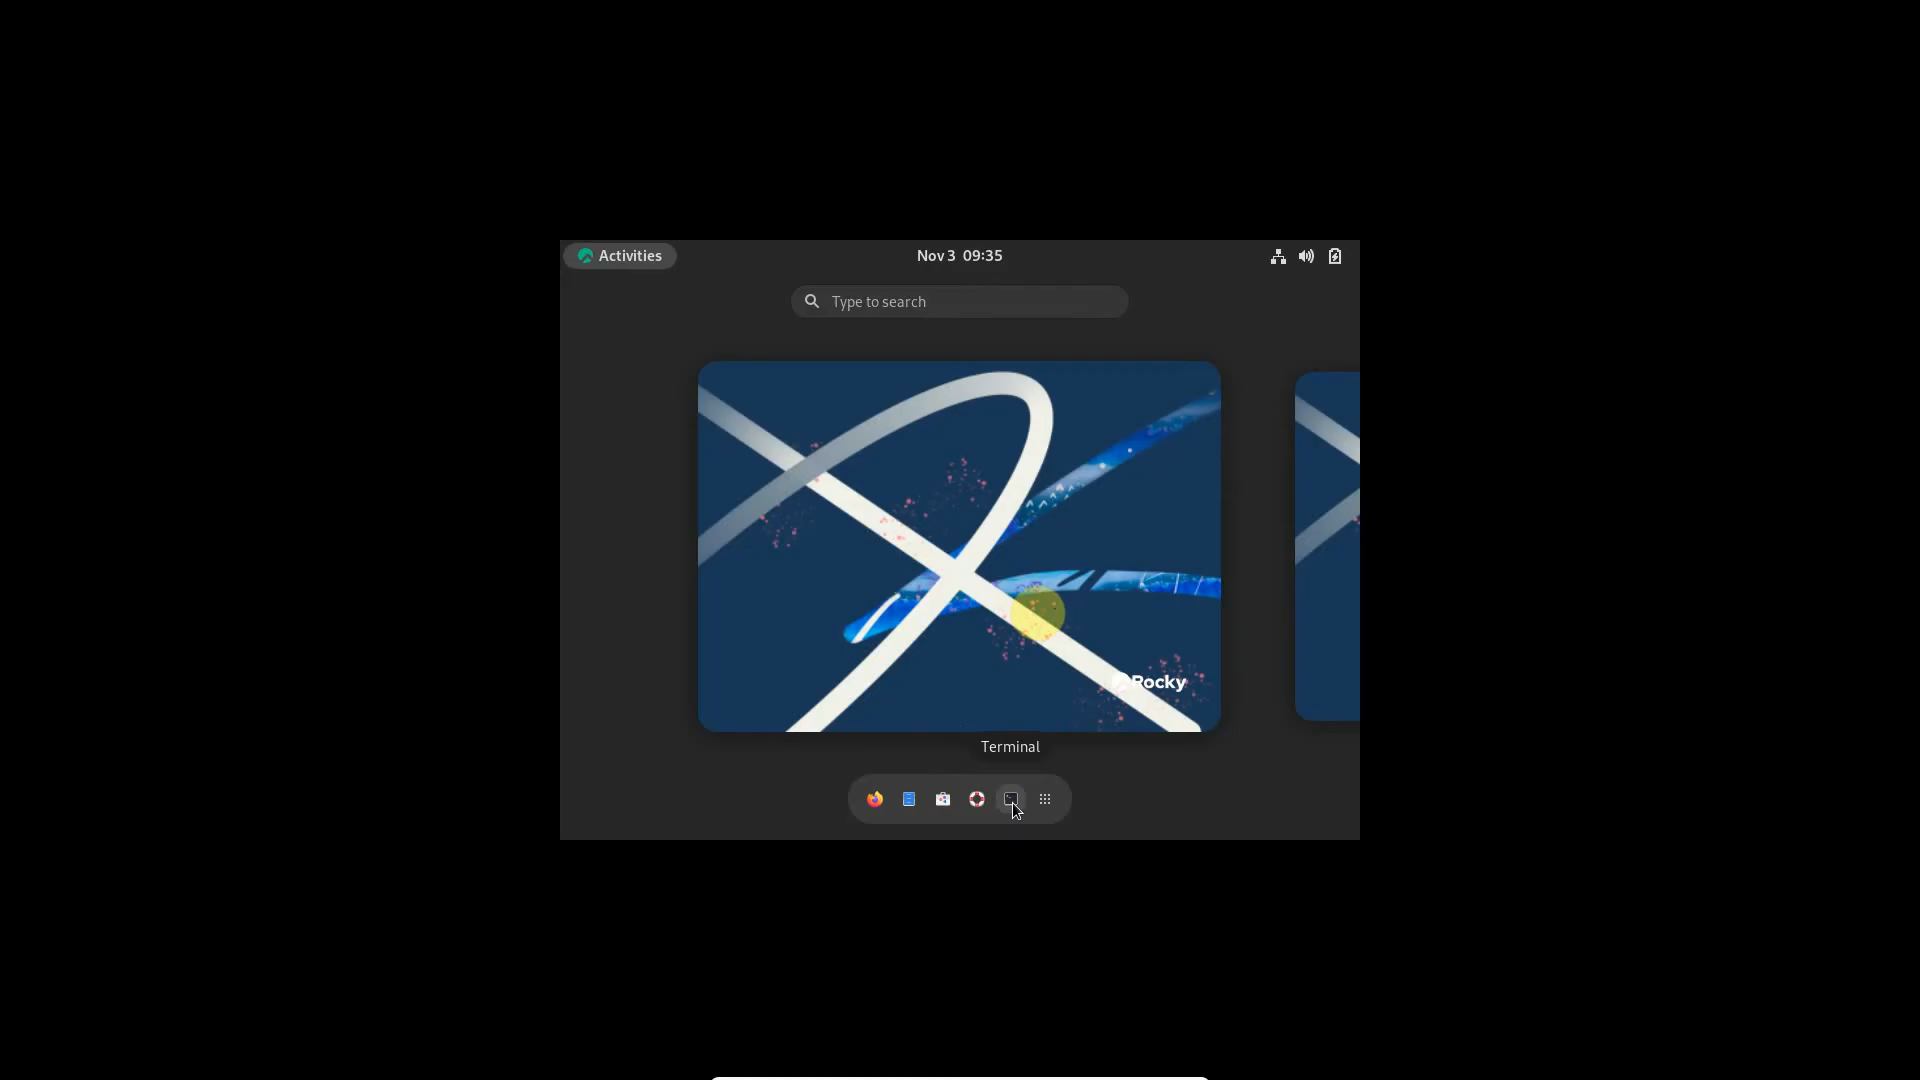 Activities
Nov 3 09:35
Type to search
Rocky
Terminal